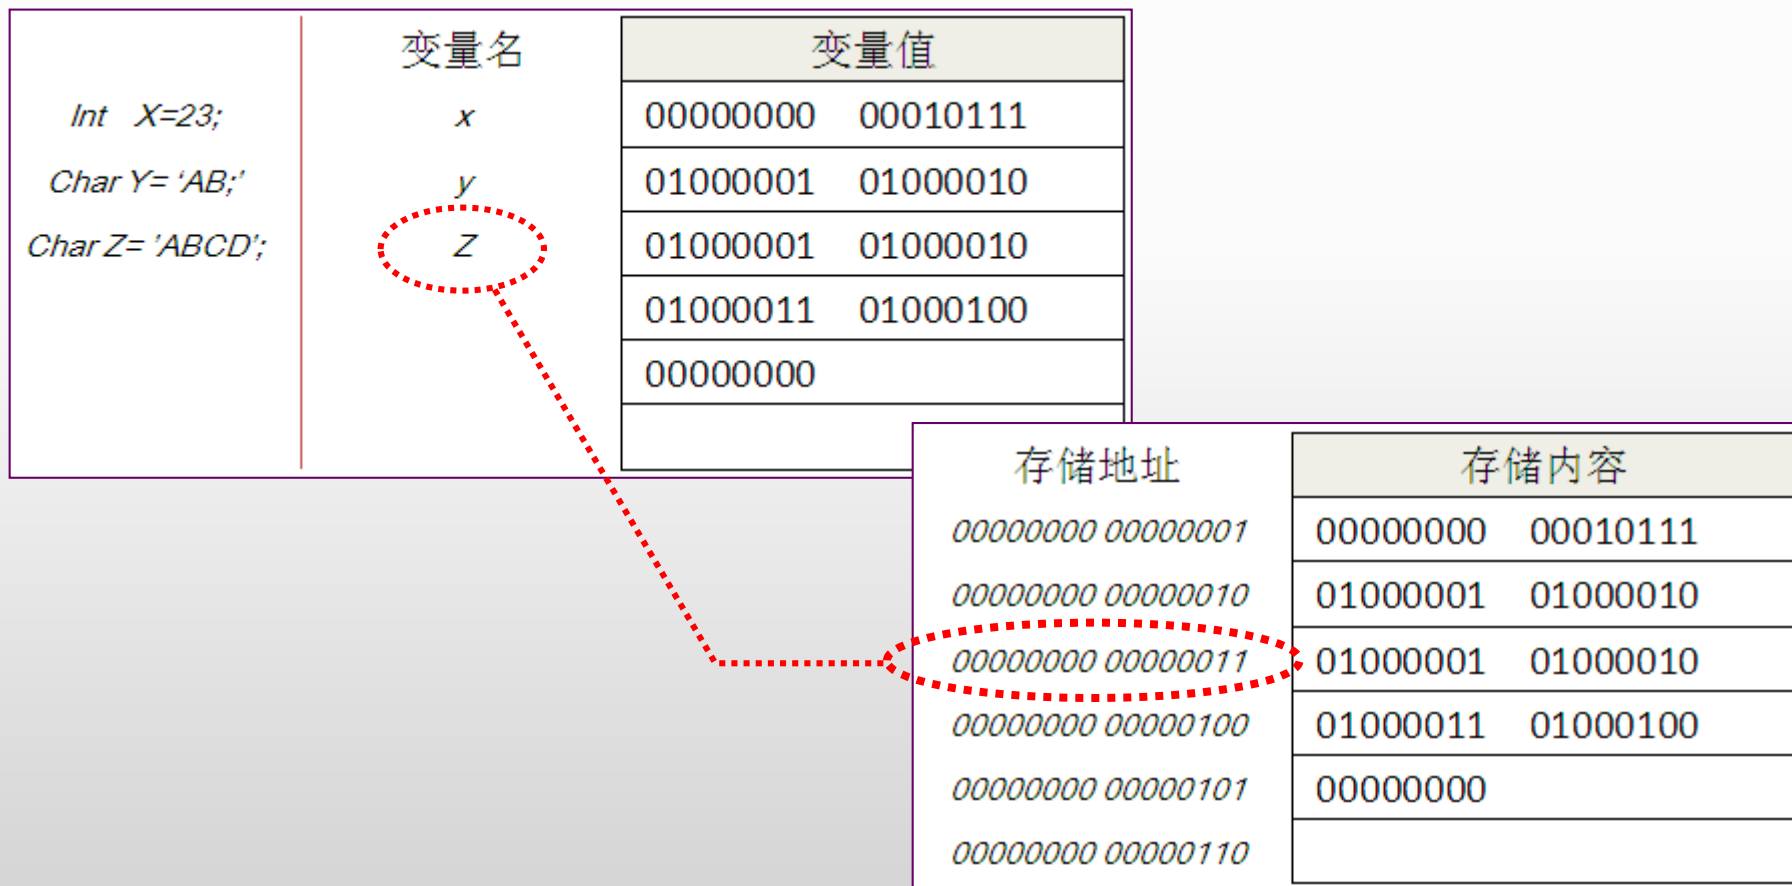 变量名 变量值
Int X=23; x 00000000 00010111
Char Y= ‘AB;’ y 01000001 01000010
Char Z= ’ABCD’; Z 01000001 01000010
01000011 01000100
00000000
存储地址 存储内容
00000000 00000001 00000000 00010111
00000000 00000010 01000001 01000010
00000000 00000011 01000001 01000010
00000000 00000100 01000011 01000100
00000000 00000101 00000000
00000000 00000110